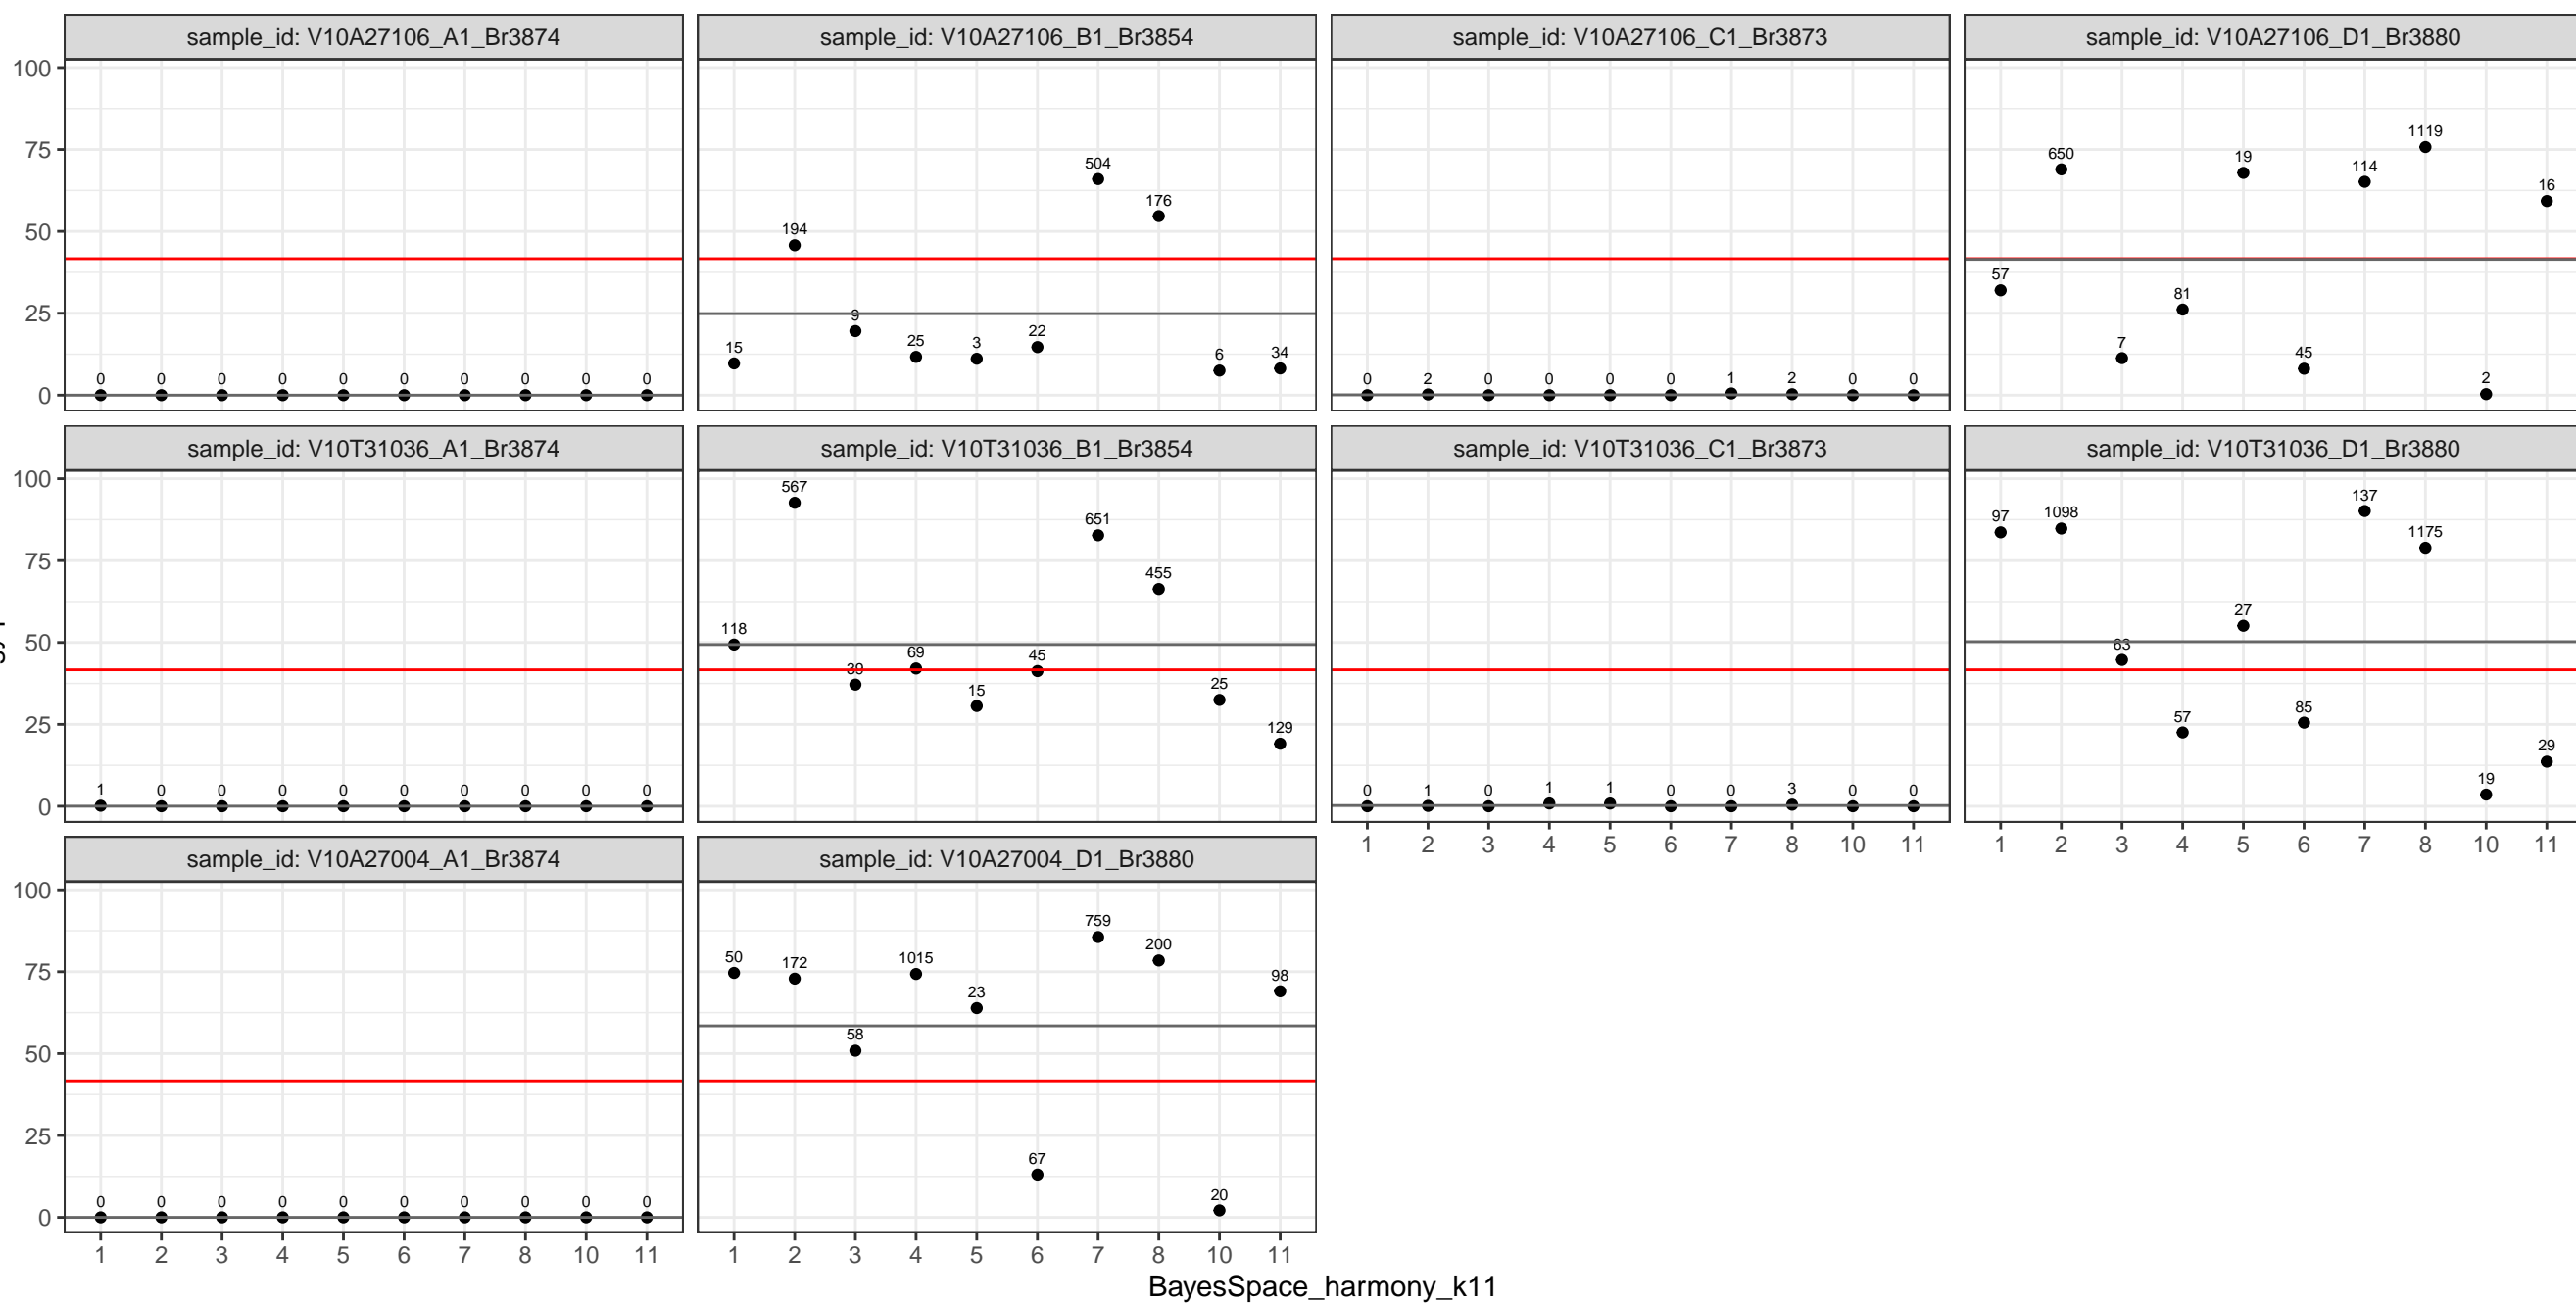 sample_id: V10A27106_A1_Br3874
sample_id: V10A27106_B1_Br3854
sample_id: V10A27106_C1_Br3873
sample_id: V10A27106_D1_Br3880
100
75
50
25
0
0 0 0 0 0 0 0 0 0 0
15 194 9 25 3 22 504 176 6 34
0 2 0 0 0 0 1 2 0 0
57 650 7 81 19 45 114 1119 2 16
sample_id: V10T31036_A1_Br3874
sample_id: V10T31036_B1_Br3854
sample_id: V10T31036_C1_Br3873
sample_id: V10T31036_D1_Br3880
100
75
50
25
0
1 0 0 0 0 0 0 0 0 0
118 567 39 69 15 45 651 455 25 129
0 1 0 1 1 0 0 3 0 0
97 1098 63 57 27 85 137 1175 19 29
1 2 3 4 5 6 7 8 10 11
1 2 3 4 5 6 7 8 10 11
sample_id: V10A27004_A1_Br3874
sample_id: V10A27004_D1_Br3880
100
75
50
25
0
0 0 0 0 0 0 0 0 0 0
50 172 58 1015 23 67 759 200 20 98
1 2 3 4 5 6 7 8 10 11
1 2 3 4 5 6 7 8 10 11
BayesSpace_harmony_k11